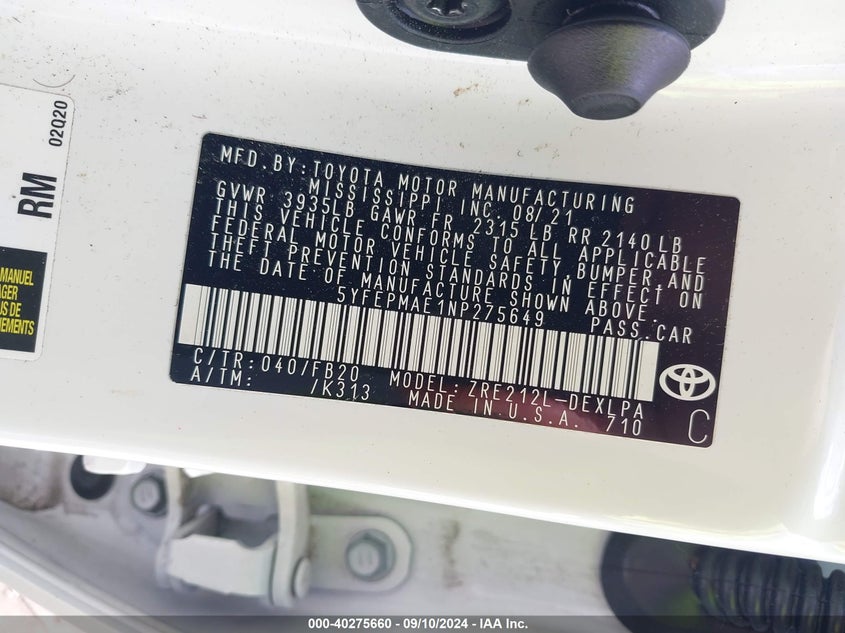 02Q20
RM
MANUEL
MFD.BY:TOYOTA MOTOR MANUFACTURING
MISSISSIPPI INC. 08/21
GVWR 3935LB GAWR FR 2315 LB RR 2140 LB
THIS VEHICLE CONFORMS TO ALL APPLICABLE
FEDERAL MOTOR VEHICLE SAFETY,BUMPER,AND
THEFT PREVENTION STANDARDS IN EFFECT ON
THE DATE OF MANUFACTURE SHOWN ABOVE.
5YFEPMAE1NP275649 PASS.CAR
C/TR:040/FB20 MODEL:ZRE212L-DEXLPA
A/TM: /K313 MADE IN U.S.A. 710
C
000-40275660 - 09/10/2024 - IAA Inc.